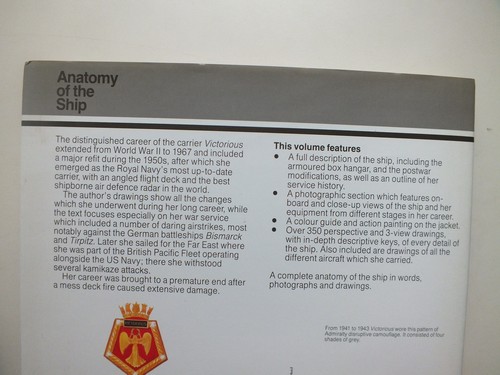 Anatomy
of the
Ship
The distinguished career of the carrier Victorious
extended from World War II to 1967 and included
a major refit during the 1950s, after which she
emerged as the Royal Navy's most up-to-date
carrier, with an angled flight deck and the best
shipborne air defence radar in the world.
The author's drawings show all the changes
which she underwent during her long career, while
the text focuses especially on her war service
which included a number of daring airstrikes, most
notably against the German battleships Bismarck
and Tirpitz. Later she sailed for the Far East where
she was part of the British Pacific Fleet operating
alongside the US Navy; there she withstood
several kamikaze attacks.
Her career was brought to a premature end after
a mess deck fire caused extensive damage.
This volume features
● A full description of the ship, including the
armoured box hangar, and the postwar
modifications, as well as an outline of her
service history.
● A photographic section which features on-
board and close-up views of the ship and her
equipment from different stages in her career.
● A colour guide and action painting on the jacket.
● Over 350 perspective and 3-view drawings,
with in-depth descriptive keys, of every detail of
the ship. Also included are drawings of all the
different aircraft which she carried.
A complete anatomy of the ship in words,
photographs and drawings.
From 1941 to 1943 Victorious wore this pattern of
Admiralty disruptive camouflage. It consisted of four
shades of grey.